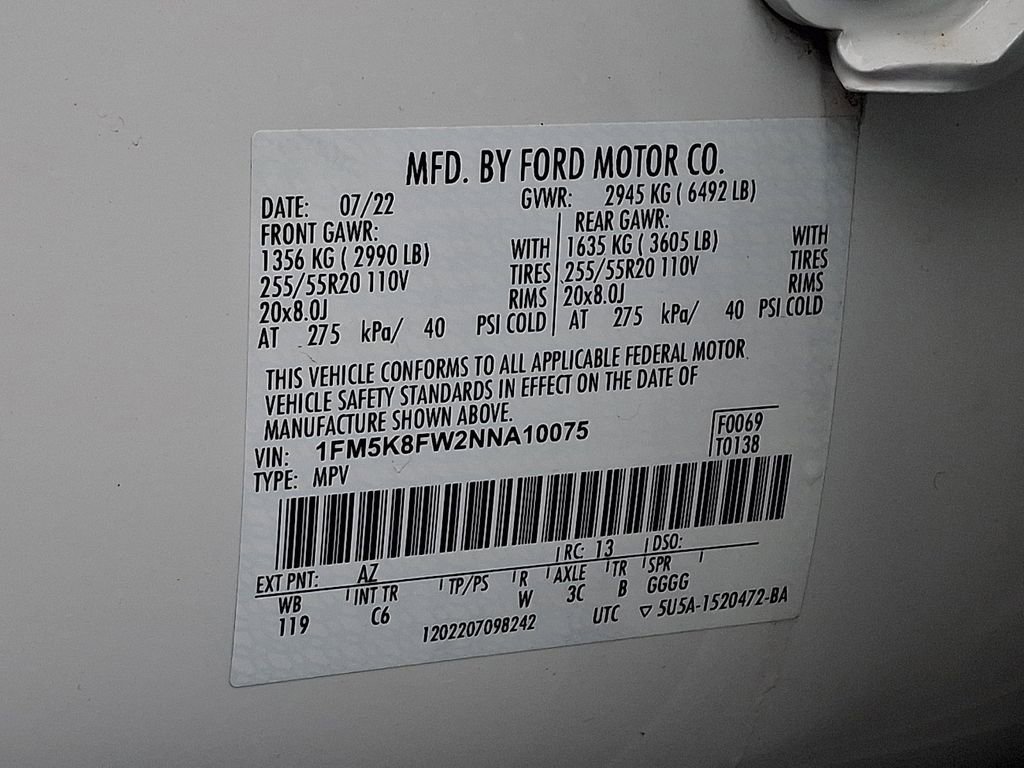 MFD. BY FORD MOTOR CO.
DATE: 07/22 GVWR: 2945 KG ( 6492 LB)
FRONT GAWR: REAR GAWR:
1356 KG ( 2990 LB) WITH 1635 KG ( 3605 LB) WITH
255/55R20 110V TIRES 255/55R20 110V TIRES
20x8.0J RIMS 20x8.0J RIMS
AT 275 kPa/ 40 PSI COLD AT 275 kPa/ 40 PSI COLD
THIS VEHICLE CONFORMS TO ALL APPLICABLE FEDERAL MOTOR
VEHICLE SAFETY STANDARDS IN EFFECT ON THE DATE OF
MANUFACTURE SHOWN ABOVE.
VIN: 1FM5K8FW2NNA10075 F0069
TYPE: MPV T0138
EXT PNT: AZ RC: 13 DSO:
WB INT TR TP/PS R AXLE TR SPR
119 C6 W 3C B GGGG
1202207098242 UTC ▽ 5U5A-1520472-BA